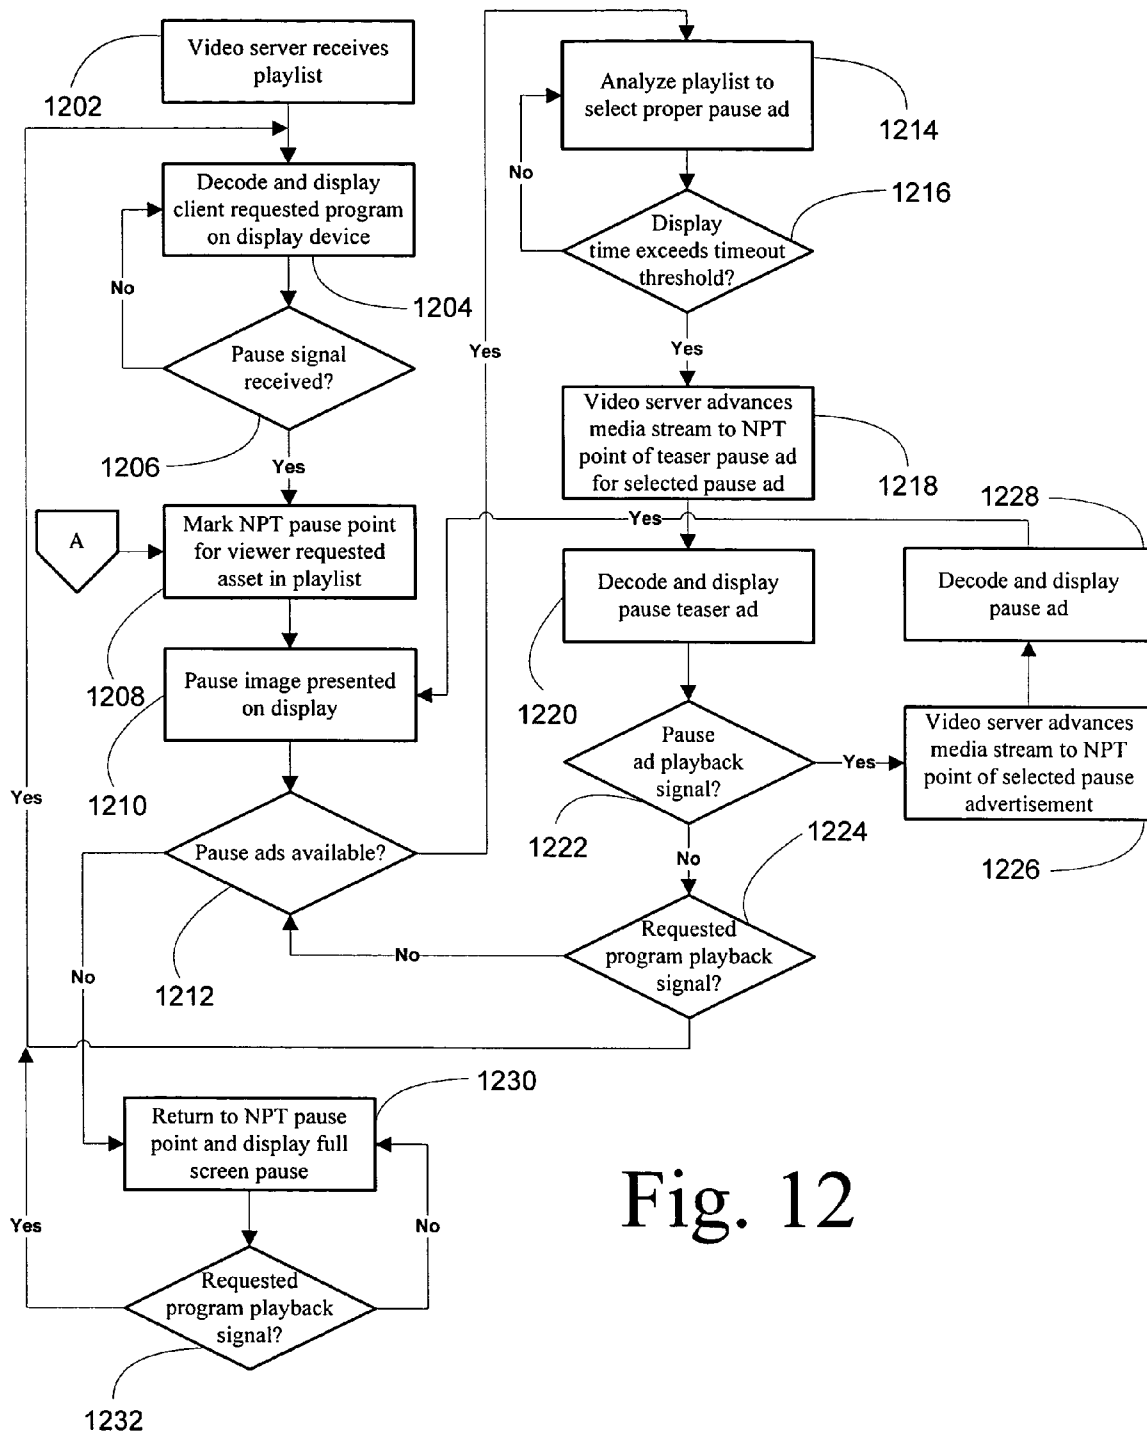 Video server receives
playlist
1202
Decode and display
client requested program
on display device
1204
No
Pause signal
received?
1206
Yes
A
Mark NPT pause point
for viewer requested
asset in playlist
1208
Pause image presented
on display
1210
Yes
Pause ads available?
1212
No
Yes
Analyze playlist to
select proper pause ad
1214
No
Display
time exceeds timeout
threshold?
1216
Yes
Video server advances
media stream to NPT
point of teaser pause ad
for selected pause ad
1218
Yes
Decode and display
pause teaser ad
1220
Pause
ad playback
signal?
1222
Yes
No
Requested
program playback
signal?
1224
No
1228
Decode and display
pause ad
Video server advances
media stream to NPT
point of selected pause
advertisement
1226
Return to NPT pause
point and display full
screen pause
1230
Yes
No
Requested
program playback
signal?
1232
Fig. 12